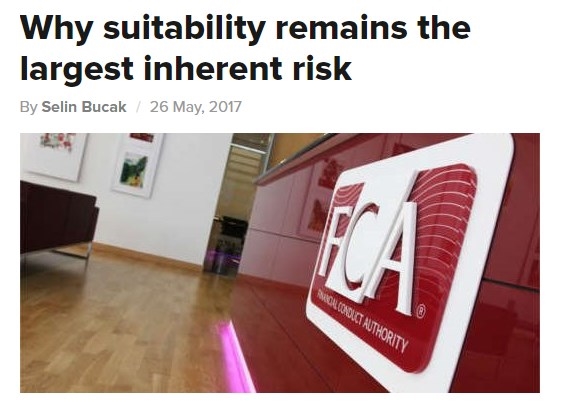 Why suitability remains the
largest inherent risk
By Selin Bucak / 26 May, 2017
FCA
FINANCIAL CONDUCT AUTHORITY ®